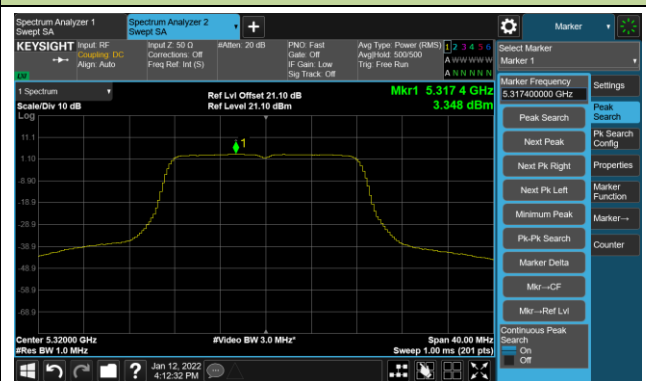 Spectrum Analyzer 1
Swept SA
Spectrum Analyzer 2
Swept SA
Marker
KEYSIGHT
Input: RF
Coupling: DC
Align: Auto
Input Z: 50 Ω
Corrections: Off
Freq Ref: Int (S)
#Atten: 20 dB
PNO: Fast
Gate: Off
IF Gain: Low
Sig Track: Off
Avg Type: Power (RMS)
Avg|Hold: 500/500
Trig: Free Run
1 2 3 4 5 6
A W W W W W
A N N N N N
Select Marker
Marker 1
1 Spectrum
Scale/Div 10 dB
Log
Ref Lvl Offset 21.10 dB
Ref Level 21.10 dBm
Mkr1 5.317 4 GHz
3.348 dBm
1
11.1
1.10
-8.90
-18.9
-28.9
-38.9
-48.9
-58.9
-68.9
Center 5.32000 GHz
#Res BW 1.0 MHz
#Video BW 3.0 MHz*
Span 40.00 MHz
Sweep 1.00 ms (201 pts)
Marker Frequency
5.317400000 GHz
Peak Search
Next Peak
Next Pk Right
Next Pk Left
Minimum Peak
Pk-Pk Search
Marker Delta
Mkr→CF
Mkr→Ref Lvl
Continuous Peak
Search
On
Off
Settings
Peak
Search
Pk Search
Config
Properties
Marker
Function
Marker→
Counter
Jan 12, 2022
4:12:32 PM